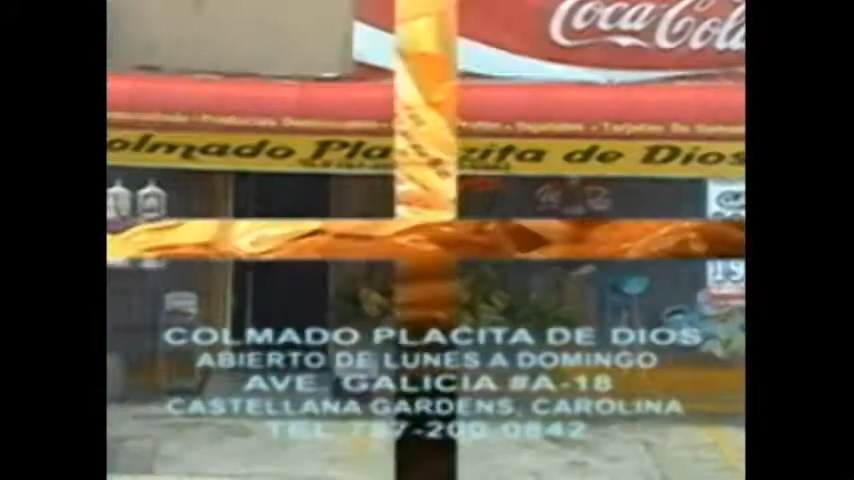 Coca-Cola
olmado Placita de Dios
COLMADO PLACITA DE DIOS
ABIERTO DE LUNES A DOMINGO
AVE. GALICIA #A-18
CASTELLANA GARDENS, CAROLINA
TEL. 787-200-0842